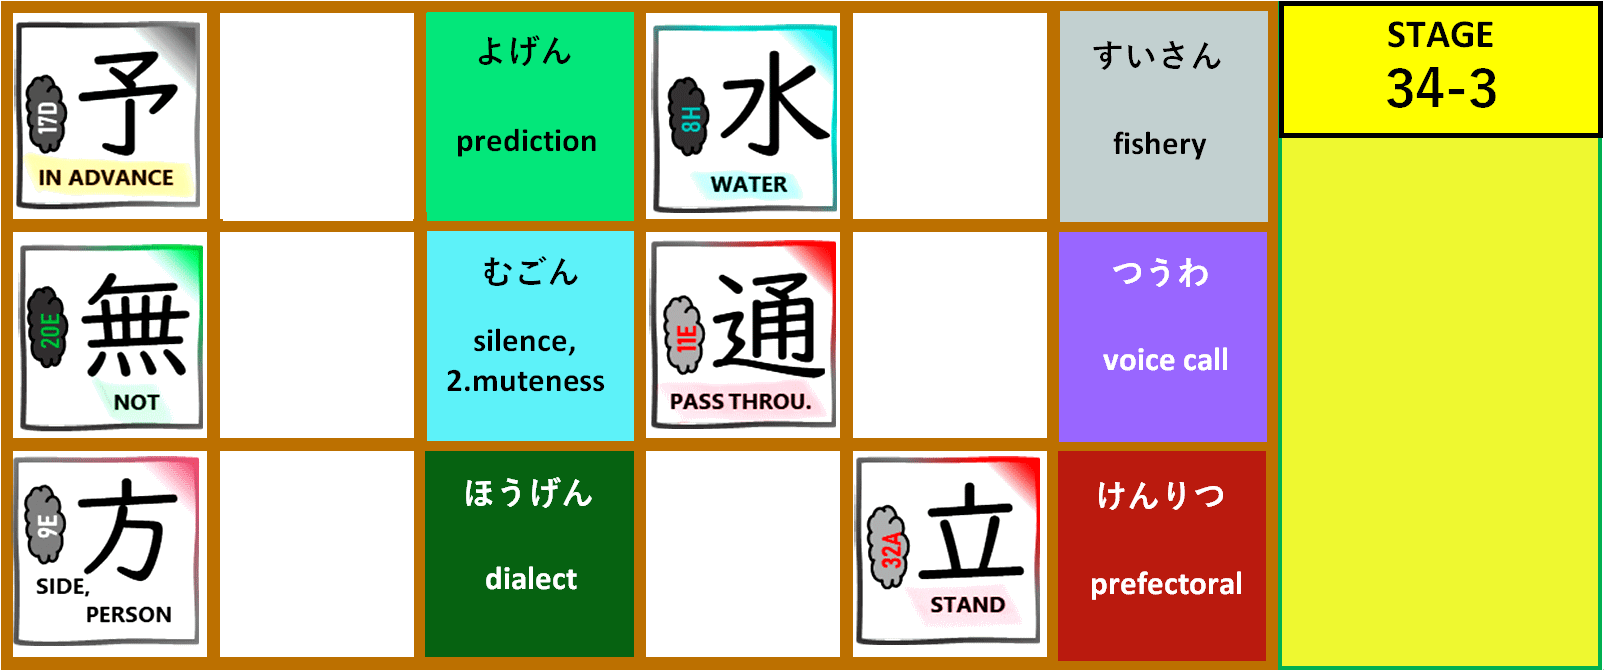 17D
予
IN ADVANCE
よげん
prediction
8H
水
WATER
すいさん
fishery
STAGE
34-3
20E
無
NOT
むごん
silence,
2.muteness
11E
通
PASS THROU.
つうわ
voice call
9E
方
SIDE,
PERSON
ほうげん
dialect
32A
立
STAND
けんりつ
prefectoral